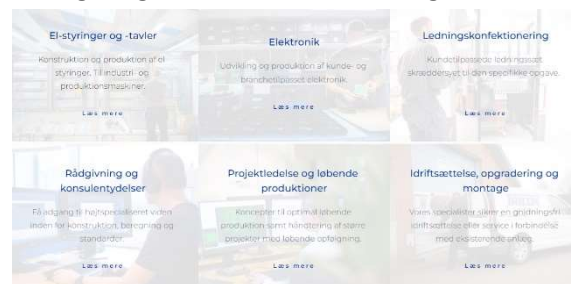 El-styringer og -tavler
Konstruktion og produktion af el
styringer. Til industri- og
produktionsmaskiner.
Læs mere
Elektronik
Udvikling og produktion af kunde- og
branchetilpasset elektronik.
Læs mere
Ledningskonfektionering
Kundetilpassede ledningssæt
skræddersyet til den specifikke opgave.
Læs mere
Rådgivning og
konsulentydelser
Få adgang til højtspecialiseret viden
inden for konstruktion, beregning og
standarder.
Læs mere
Projektledelse og løbende
produktioner
Koncepter til optimal løbende
produktion samt håndtering af større
projekter med løbende opfølgning.
Læs mere
Idriftsættelse, opgradering og
montage
Vores specialister sikrer en gnidningsfri
idriftsættelse eller service i forbindelse
med eksisterende anlæg.
Læs mere